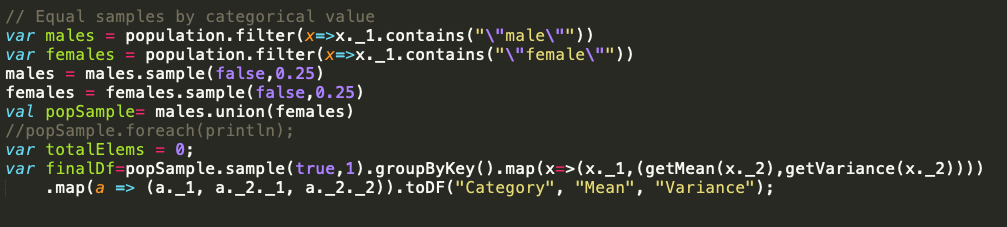 // Equal samples by categorical value
var males = population.filter(x=>x._1.contains("\"male\""))
var females = population.filter(x=>x._1.contains("\"female\""))
males = males.sample(false,0.25)
females = females.sample(false,0.25)
val popSample= males.union(females)
//popSample.foreach(println);
var totalElems = 0;
var finalDf=popSample.sample(true,1).groupByKey().map(x=>(x._1,(getMean(x._2),getVariance(x._2))))
    .map(a => (a._1, a._2._1, a._2._2)).toDF("Category", "Mean", "Variance");